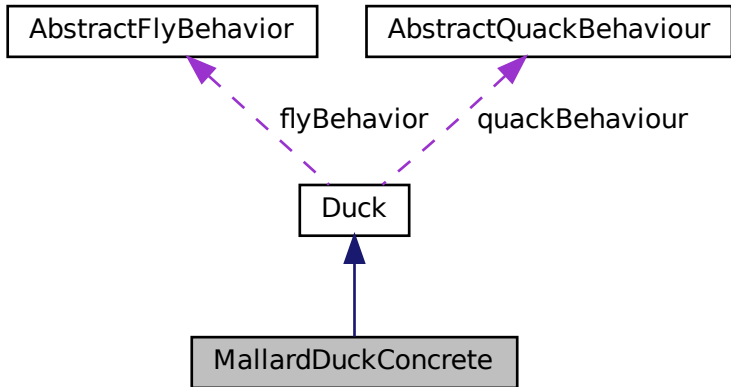 AbstractFlyBehavior
AbstractQuackBehaviour
flyBehavior
quackBehaviour
Duck
MallardDuckConcrete